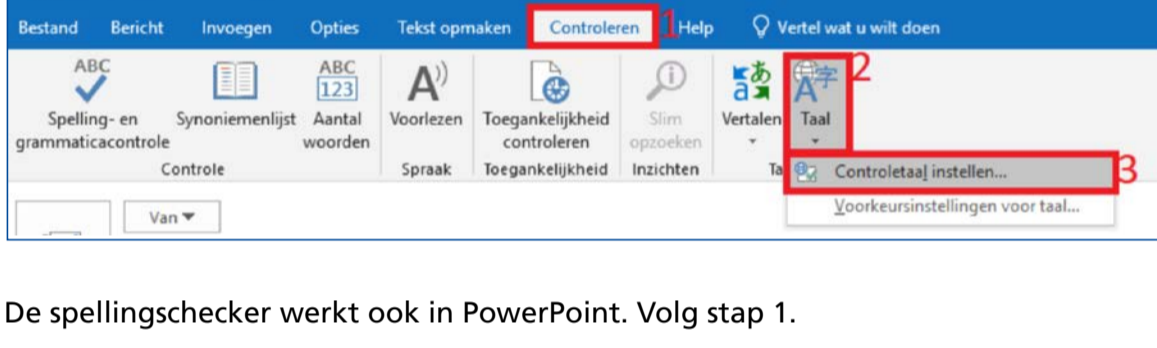 Bestand Bericht Invoegen Opties Tekst opmaken Controleren 1 Help Vertel wat u wilt doen
ABC ABC 123 A 2
Spelling- en Synoniemenlijst Aantal Voorlezen Toegankelijkheid Slim Vertalen Taal
grammaticacontrole woorden controleren opzoeken
Controle Spraak Toegankelijkheid Inzichten Ta
Controletaal instellen... 3
Voorkeursinstellingen voor taal...
Van
De spellingschecker werkt ook in PowerPoint. Volg stap 1.